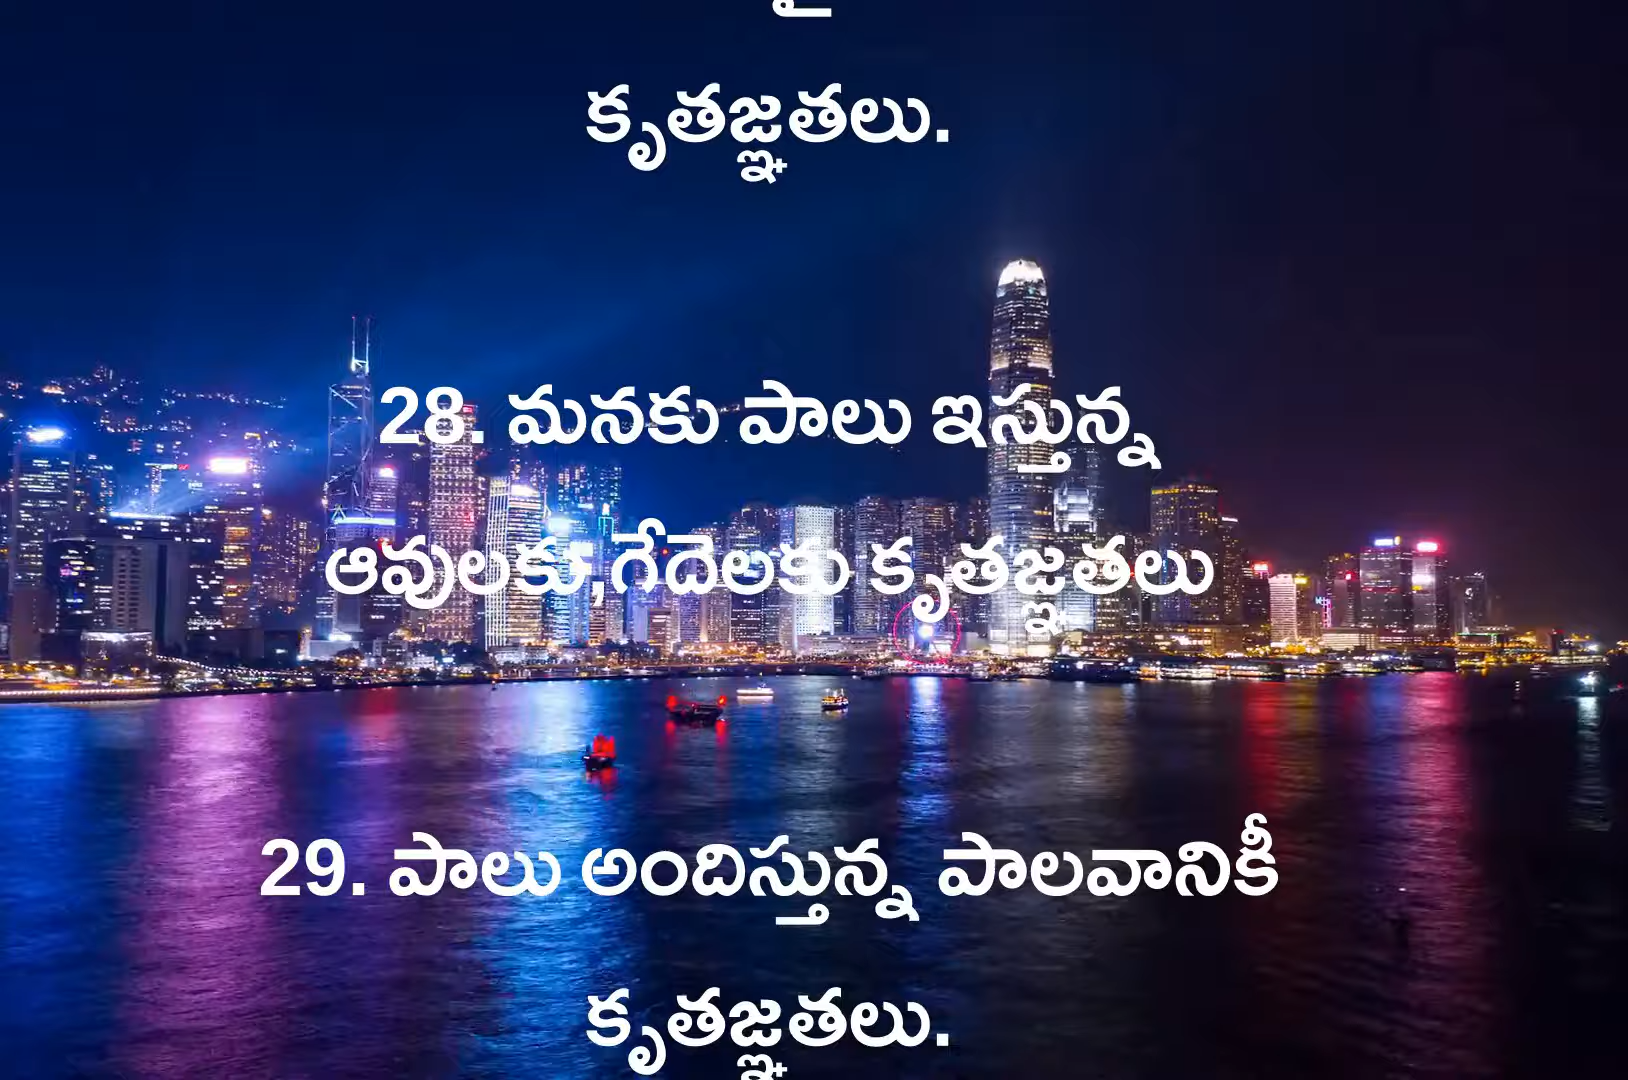 కృతజ్ఞతలు.
28. మనకు పాలు ఇస్తున్న
ఆవులకు,గేదెలకు కృతజ్ఞతలు
29. పాలు అందిస్తున్న పాలవానికీ
కృతజ్ఞతలు.